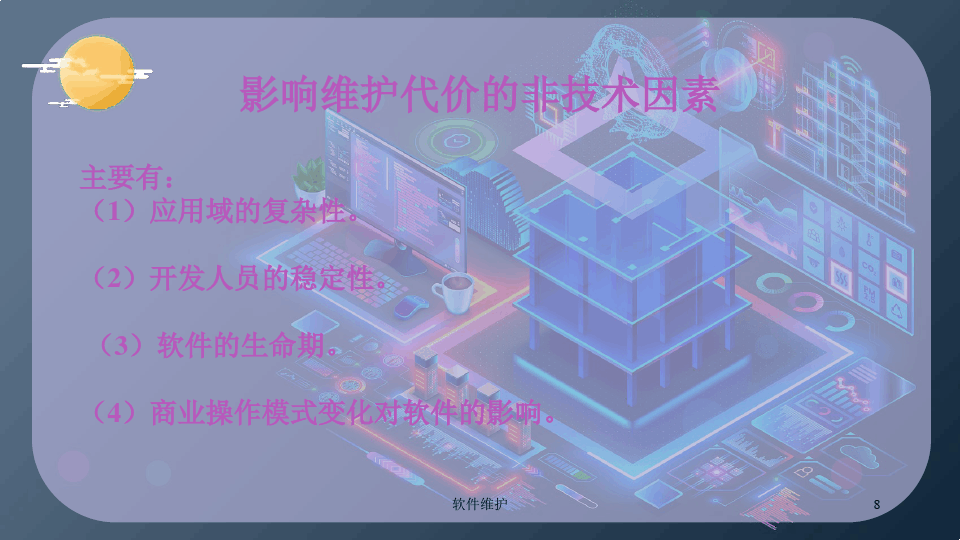 影响维护代价的非技术因素
主要有：
（1）应用域的复杂性。
（2）开发人员的稳定性。
（3）软件的生命期。
（4）商业操作模式变化对软件的影响。
软件维护
8